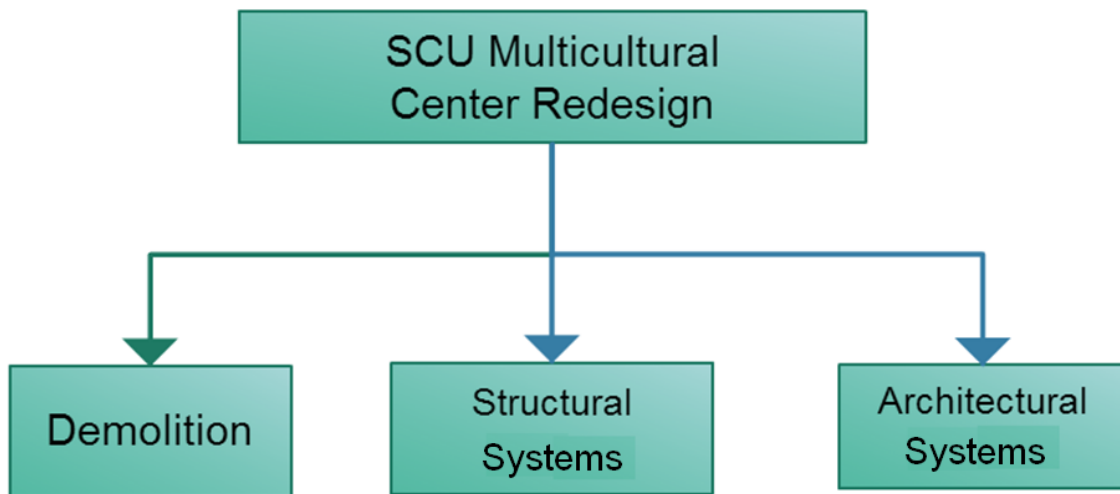 SCU Multicultural
Center Redesign
Demolition
Structural
Systems
Architectural
Systems